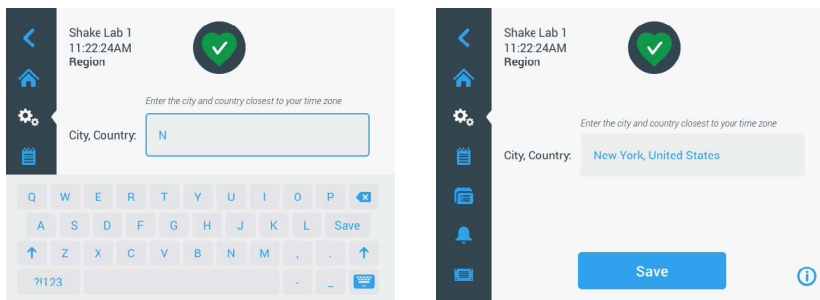 Shake Lab 1
11:22:24AM
Region
Enter the city and country closest to your time zone
City, Country:
N
Q W E R T Y U I O P
A S D F G H J K L Save
Z X C V B N M , .
?!123 - _
Shake Lab 1
11:22:24AM
Region
Enter the city and country closest to your time zone
City, Country:
New York, United States
Save